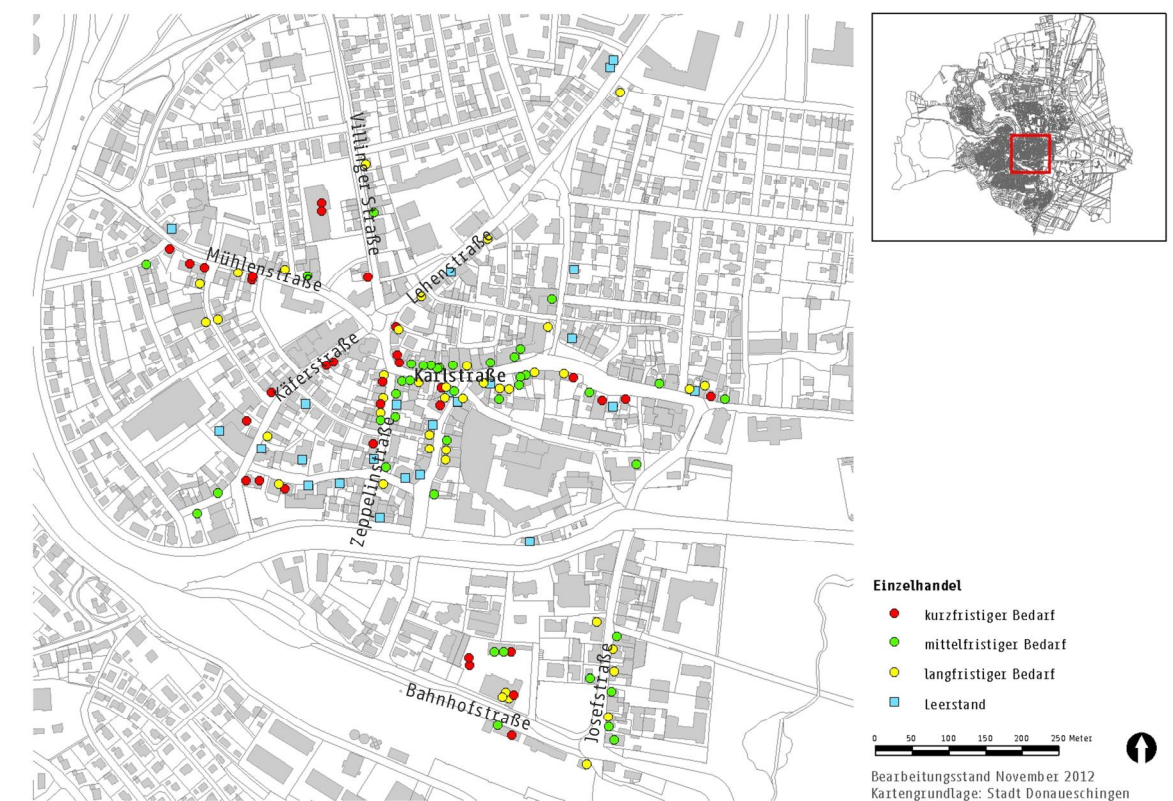 Villinger Straße
Mühlenstraße
Lehenstraße
Käferstraße
Karlstraße
Zeppelinstraße
Bahnhofstraße
Josefstraße
Einzelhandel
kurzfristiger Bedarf
mittelfristiger Bedarf
langfristiger Bedarf
Leerstand
0 50 100 150 200 250 Meter
Bearbeitungsstand November 2012
Kartengrundlage: Stadt Donaueschingen